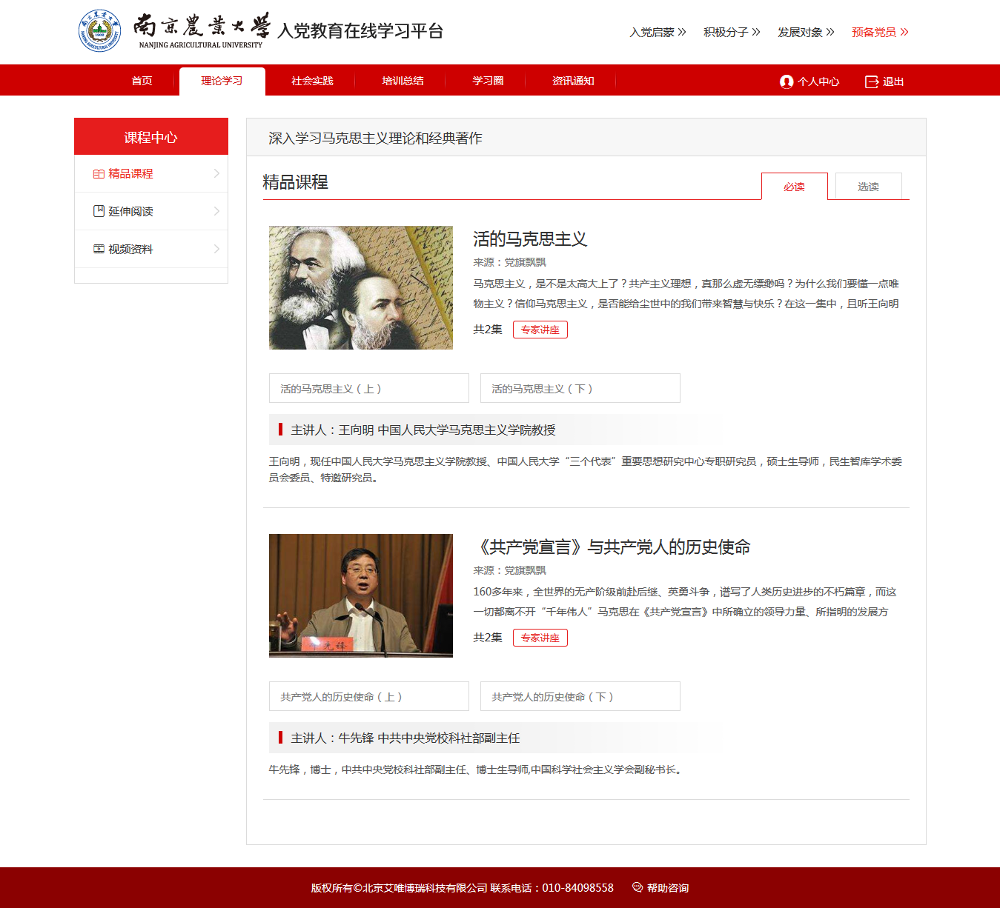 南京農業大學 入党教育在线学习平台
NANJING AGRICULTURAL UNIVERSITY
入党启蒙 积极分子 发展对象 预备党员
首页 理论学习 社会实践 培训总结 学习圈 资讯通知 个人中心 退出
课程中心
精品课程
延伸阅读
视频资料
深入学习马克思主义理论和经典著作
精品课程 必读 选读
活的马克思主义
来源：党旗飘飘
马克思主义，是不是太高大上了？共产主义理想，真那么虚无缥缈吗？为什么我们要懂一点唯
物主义？信仰马克思主义，是否能给尘世中的我们带来智慧与快乐？在这一集中，且听王向明
共2集 专家讲座
活的马克思主义（上） 活的马克思主义（下）
主讲人：王向明 中国人民大学马克思主义学院教授
王向明，现任中国人民大学马克思主义学院教授、中国人民大学“三个代表”重要思想研究中心专职研究员，硕士生导师，民生智库学术委
员会委员、特邀研究员。
《共产党宣言》与共产党人的历史使命
来源：党旗飘飘
160多年来，全世界的无产阶级前赴后继、英勇斗争，谱写了人类历史进步的不朽篇章，而这
一切都离不开“千年伟人”马克思在《共产党宣言》中所确立的领导力量、所指明的发展方
牛先锋
共2集 专家讲座
共产党人的历史使命（上） 共产党人的历史使命（下）
主讲人：牛先锋 中共中央党校科社部副主任
牛先锋，博士，中共中央党校科社部副主任、博士生导师,中国科学社会主义学会副秘书长。
版权所有©北京艾唯博瑞科技有限公司 联系电话：010-84098558 帮助咨询